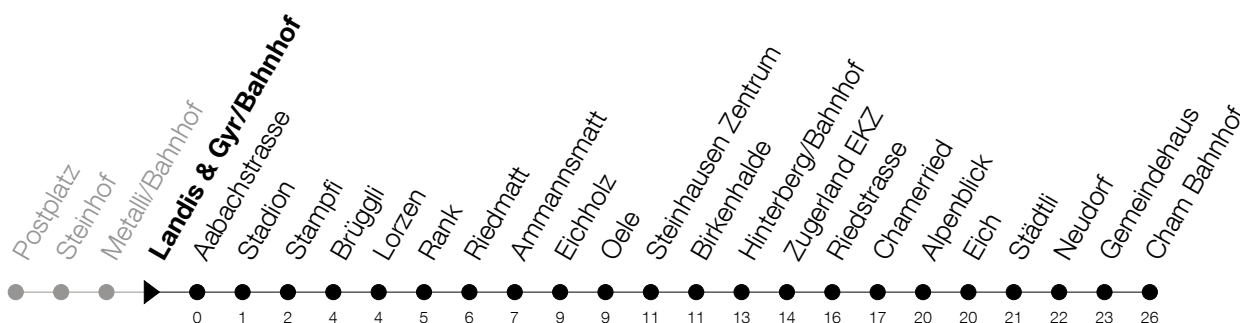 Postplatz
Steinhof
Metalli/Bahnhof
Landis & Gyr/Bahnhof
Aabachstrasse
Stadion
Stampfi
Brüggli
Lorzen
Rank
Riedmatt
Ammannsmatt
Eichholz
Oele
Steinhausen Zentrum
Birkenhalde
Hinterberg/Bahnhof
Zugerland EKZ
Riedstrasse
Chamerried
Alpenblick
Eich
Städtli
Neudorf
Gemeindehaus
Cham Bahnhof
0 1 2 4 4 5 6 7 9 9 11 11 13 14 16 17 20 20 21 22 23 26